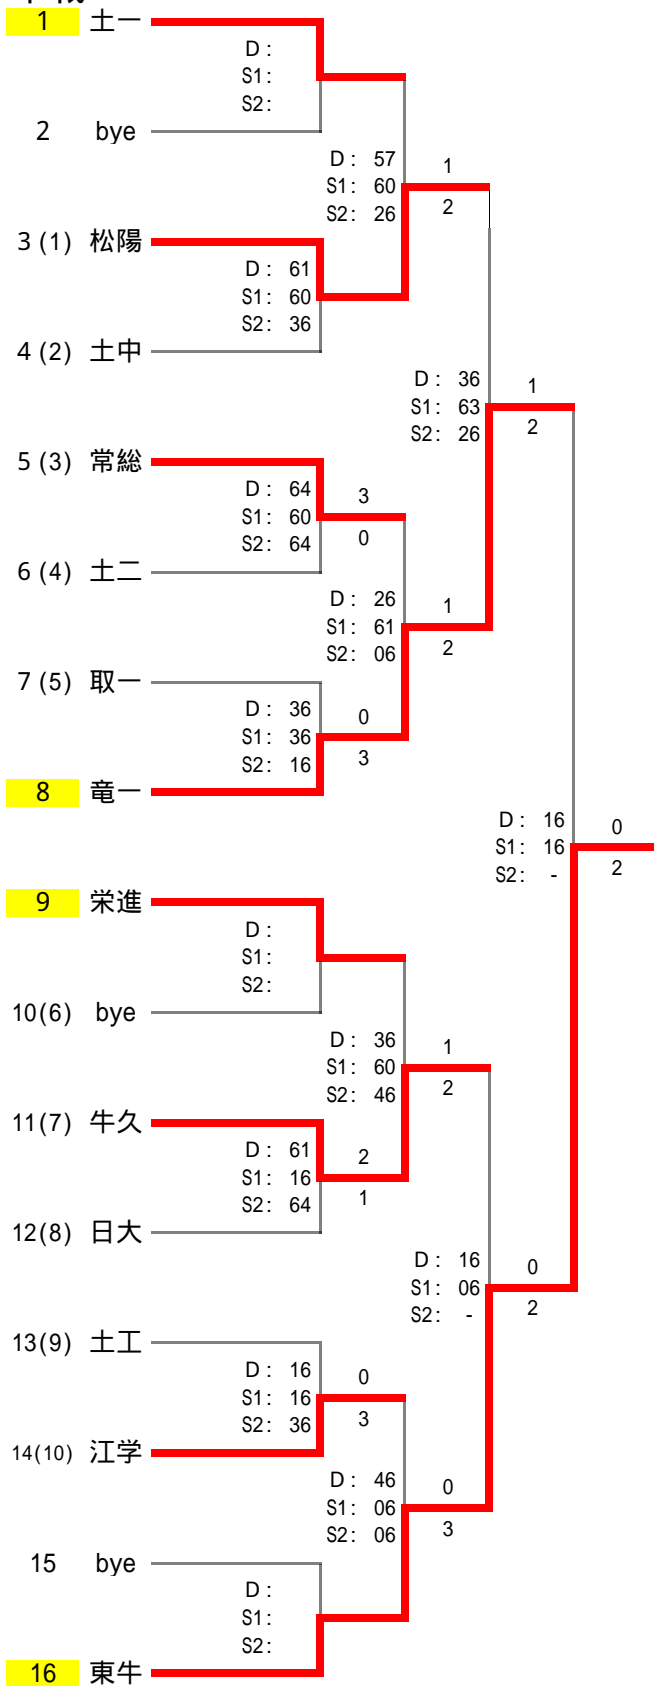 1 土一
D :
S1:
S2:
2 bye
D : 57
S1: 60
S2: 26
1
2
3 (1) 松陽
D : 61
S1: 60
S2: 36
4 (2) 土中
D : 36
S1: 63
S2: 26
1
2
5 (3) 常総
D : 64
S1: 60
S2: 64
3
0
6 (4) 土二
D : 26
S1: 61
S2: 06
1
2
7 (5) 取一
D : 36
S1: 36
S2: 16
0
3
8 竜一
D : 16
S1: 16
S2: -
0
2
9 栄進
D :
S1:
S2:
10(6) bye
D : 36
S1: 60
S2: 46
1
2
11(7) 牛久
D : 61
S1: 16
S2: 64
2
1
12(8) 日大
D : 16
S1: 06
S2: -
0
2
13(9) 土工
D : 16
S1: 16
S2: 36
0
3
14(10) 江学
D : 46
S1: 06
S2: 06
0
3
15 bye
D :
S1:
S2:
16 東牛